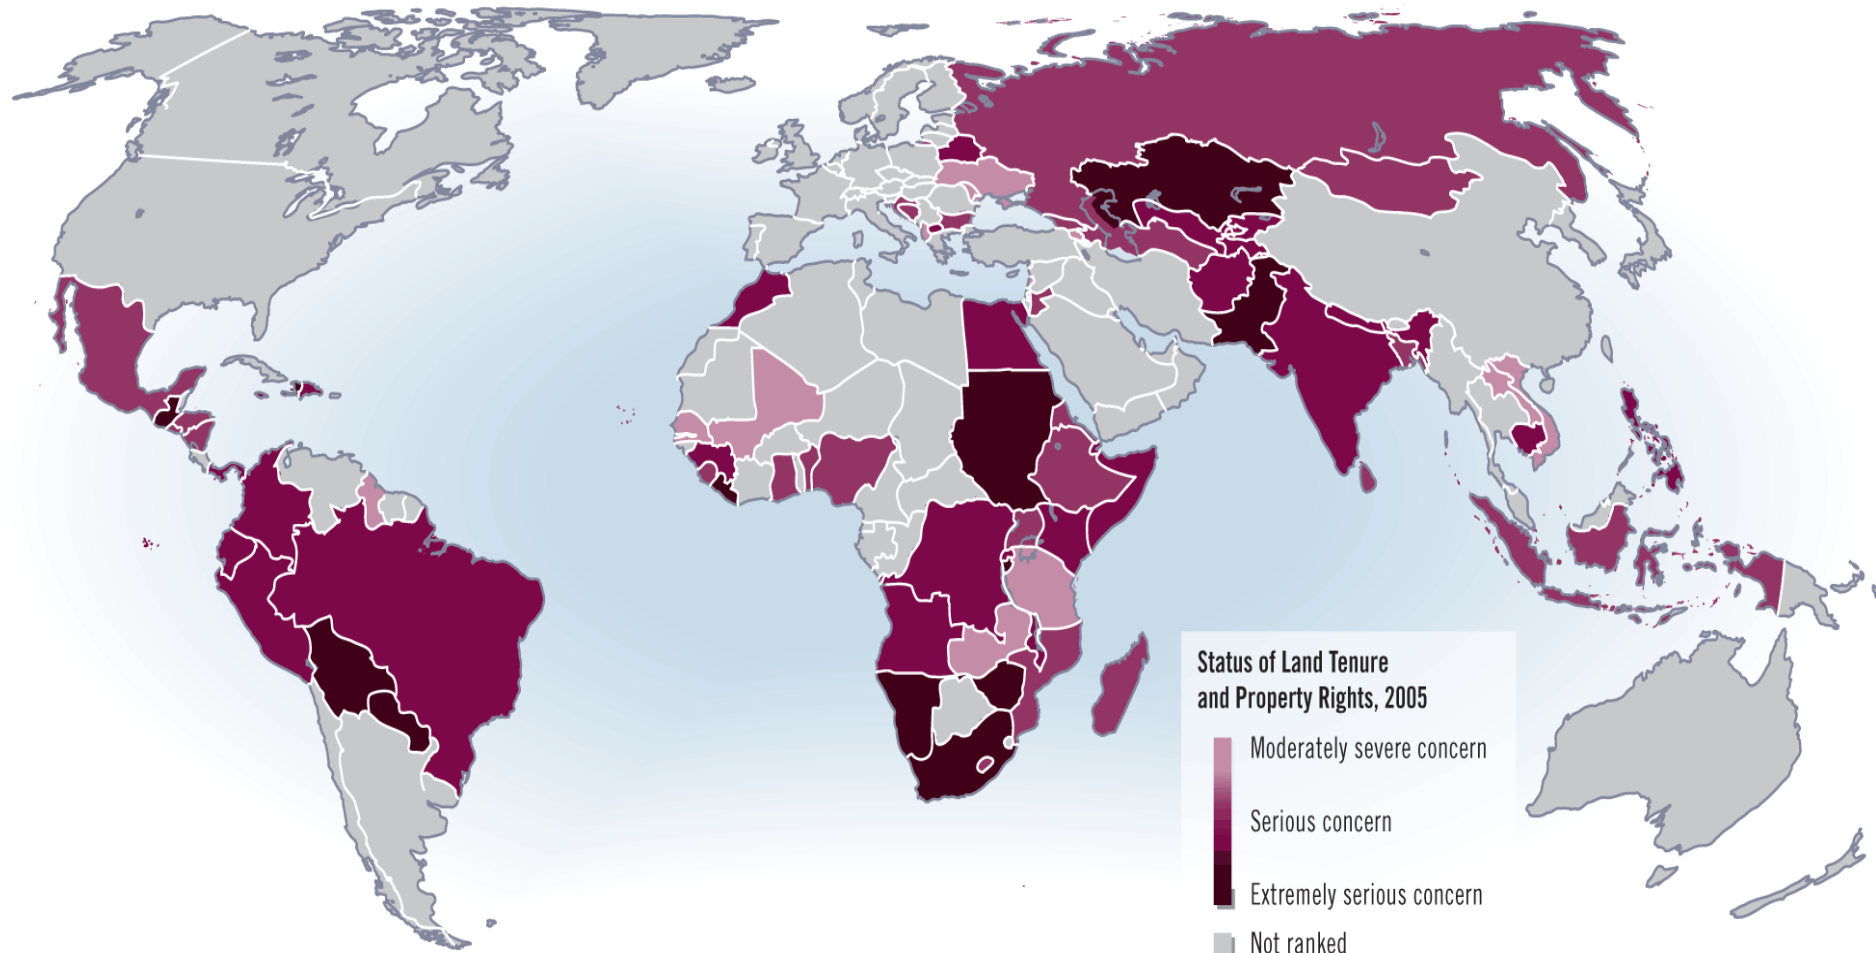 Status of Land Tenure
and Property Rights, 2005
Moderately severe concern
Serious concern
Extremely serious concern
Not ranked